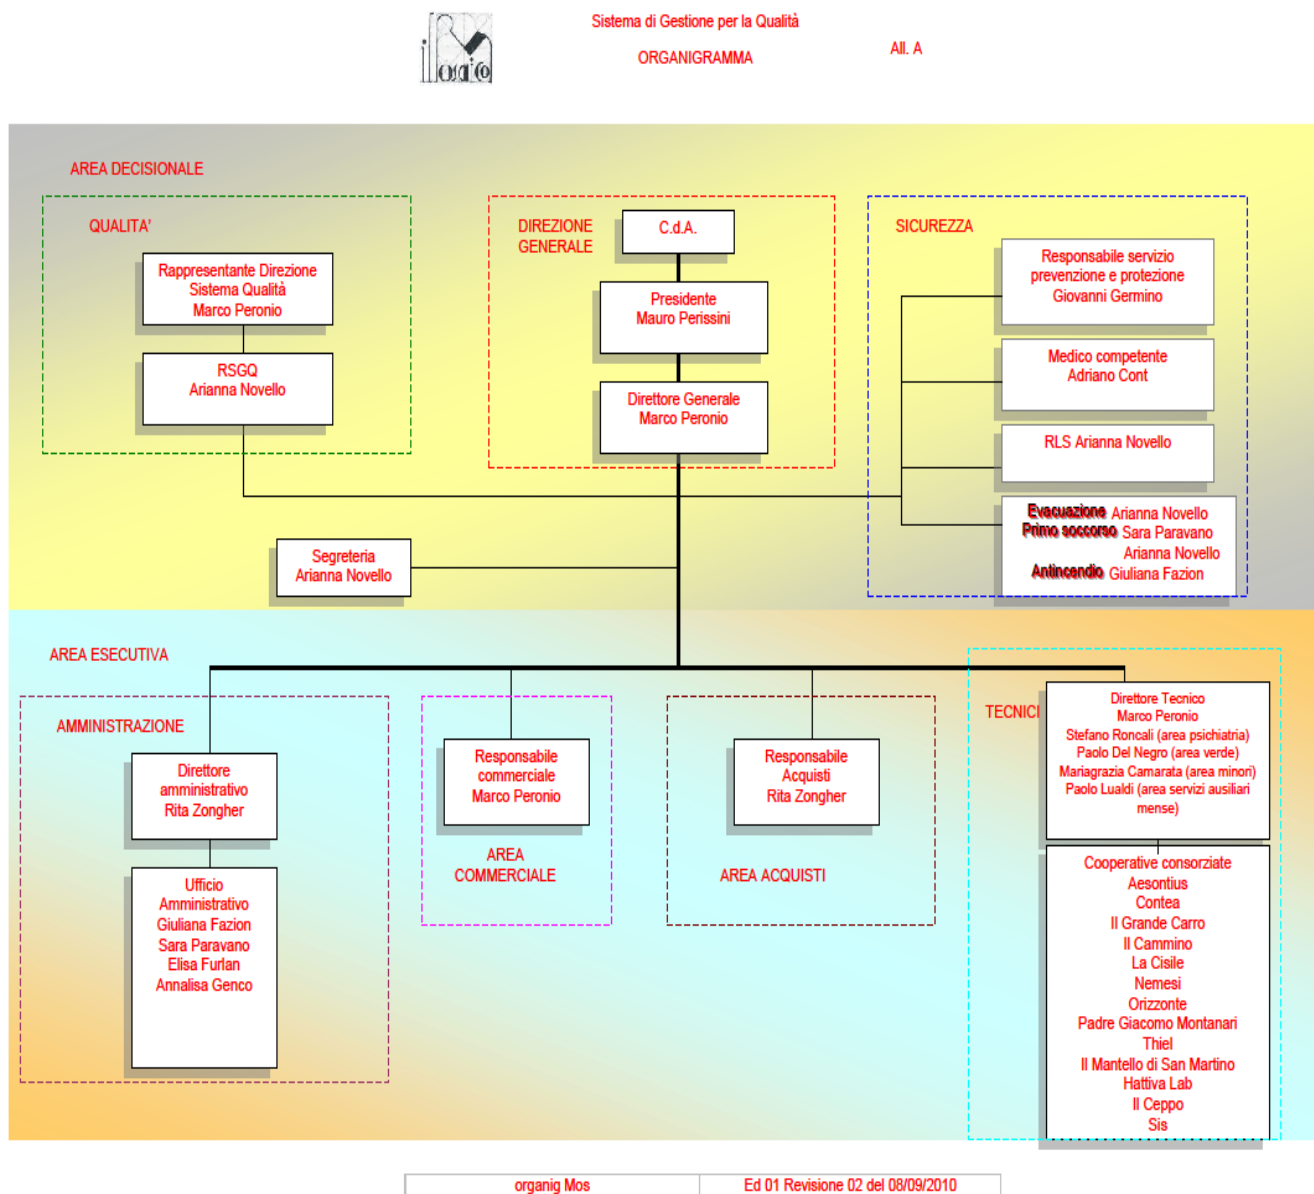 il mosaico
Sistema di Gestione per la Qualità
ORGANIGRAMMA
All. A
AREA DECISIONALE
QUALITA'
Rappresentante Direzione
Sistema Qualità
Marco Peronio
RSGQ
Arianna Novello
DIREZIONE
GENERALE
C.d.A.
Presidente
Mauro Perissini
Direttore Generale
Marco Peronio
SICUREZZA
Responsabile servizio
prevenzione e protezione
Giovanni Germino
Medico competente
Adriano Cont
RLS Arianna Novello
Evacuazione Arianna Novello
Primo soccorso Sara Paravano
Arianna Novello
Antincendio Giuliana Fazion
Segreteria
Arianna Novello
AREA ESECUTIVA
AMMINISTRAZIONE
Direttore
amministrativo
Rita Zongher
Ufficio
Amministrativo
Giuliana Fazion
Sara Paravano
Elisa Furlan
Annalisa Genco
Responsabile
commerciale
Marco Peronio
AREA
COMMERCIALE
Responsabile
Acquisti
Rita Zongher
AREA ACQUISTI
TECNICI
Direttore Tecnico
Marco Peronio
Stefano Roncali (area psichiatria)
Paolo Del Negro (area verde)
Mariagrazia Camarata (area minori)
Paolo Lualdi (area servizi ausiliari
mense)
Cooperative consorziate
Aesontius
Contea
Il Grande Carro
Il Cammino
La Cisile
Nemesi
Orizzonte
Padre Giacomo Montanari
Thiel
Il Mantello di San Martino
Hattiva Lab
Il Ceppo
Sis
organig Mos
Ed 01 Revisione 02 del 08/09/2010